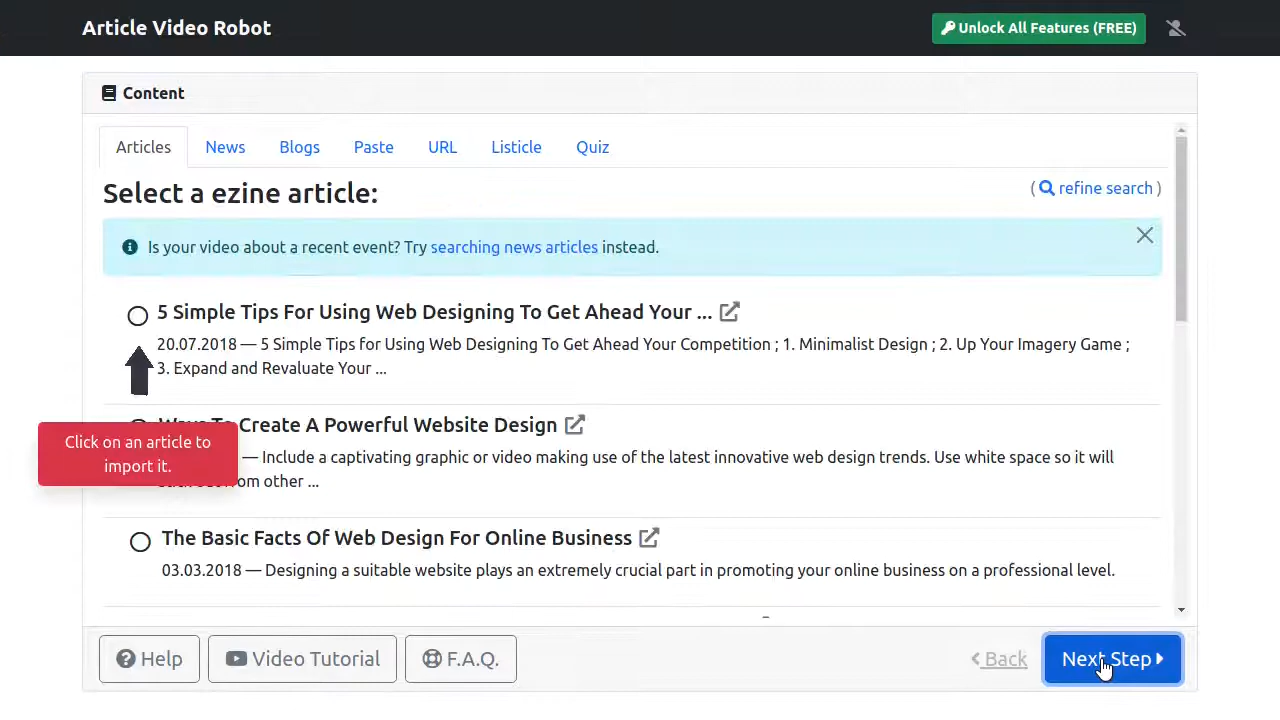 Article Video Robot
Unlock All Features (FREE)
Content
Articles News Blogs Paste URL Listicle Quiz
Select a ezine article:
( refine search )
Is your video about a recent event? Try searching news articles instead.
5 Simple Tips For Using Web Designing To Get Ahead Your ...
20.07.2018 — 5 Simple Tips for Using Web Designing To Get Ahead Your Competition ; 1. Minimalist Design ; 2. Up Your Imagery Game ;
3. Expand and Revaluate Your ...
Create A Powerful Website Design
Click on an article to
import it.
— Include a captivating graphic or video making use of the latest innovative web design trends. Use white space so it will
from other ...
The Basic Facts Of Web Design For Online Business
03.03.2018 — Designing a suitable website plays an extremely crucial part in promoting your online business on a professional level.
Help Video Tutorial F.A.Q. Back Next Step